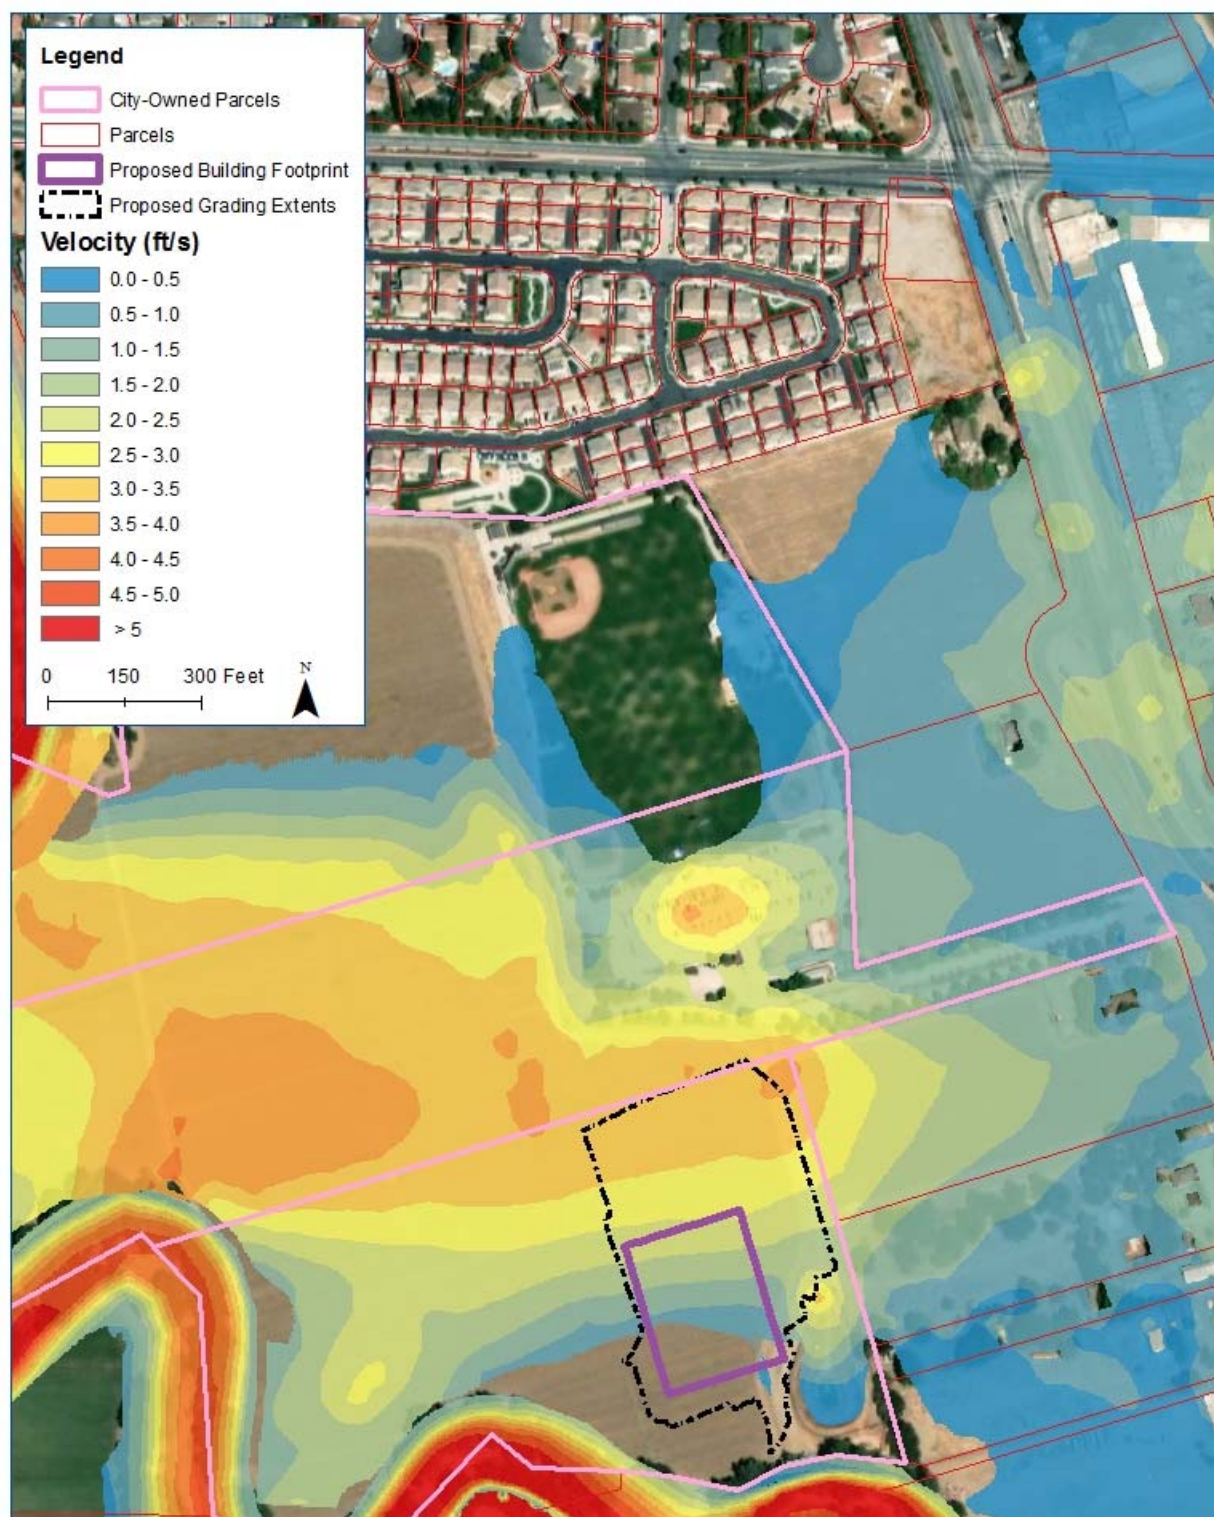 Legend
City-Owned Parcels
Parcels
Proposed Building Footprint
Proposed Grading Extents
Velocity (ft/s)
0.0 - 0.5
0.5 - 1.0
1.0 - 1.5
1.5 - 2.0
2.0 - 2.5
2.5 - 3.0
3.0 - 3.5
3.5 - 4.0
4.0 - 4.5
4.5 - 5.0
> 5
0 150 300 Feet
N